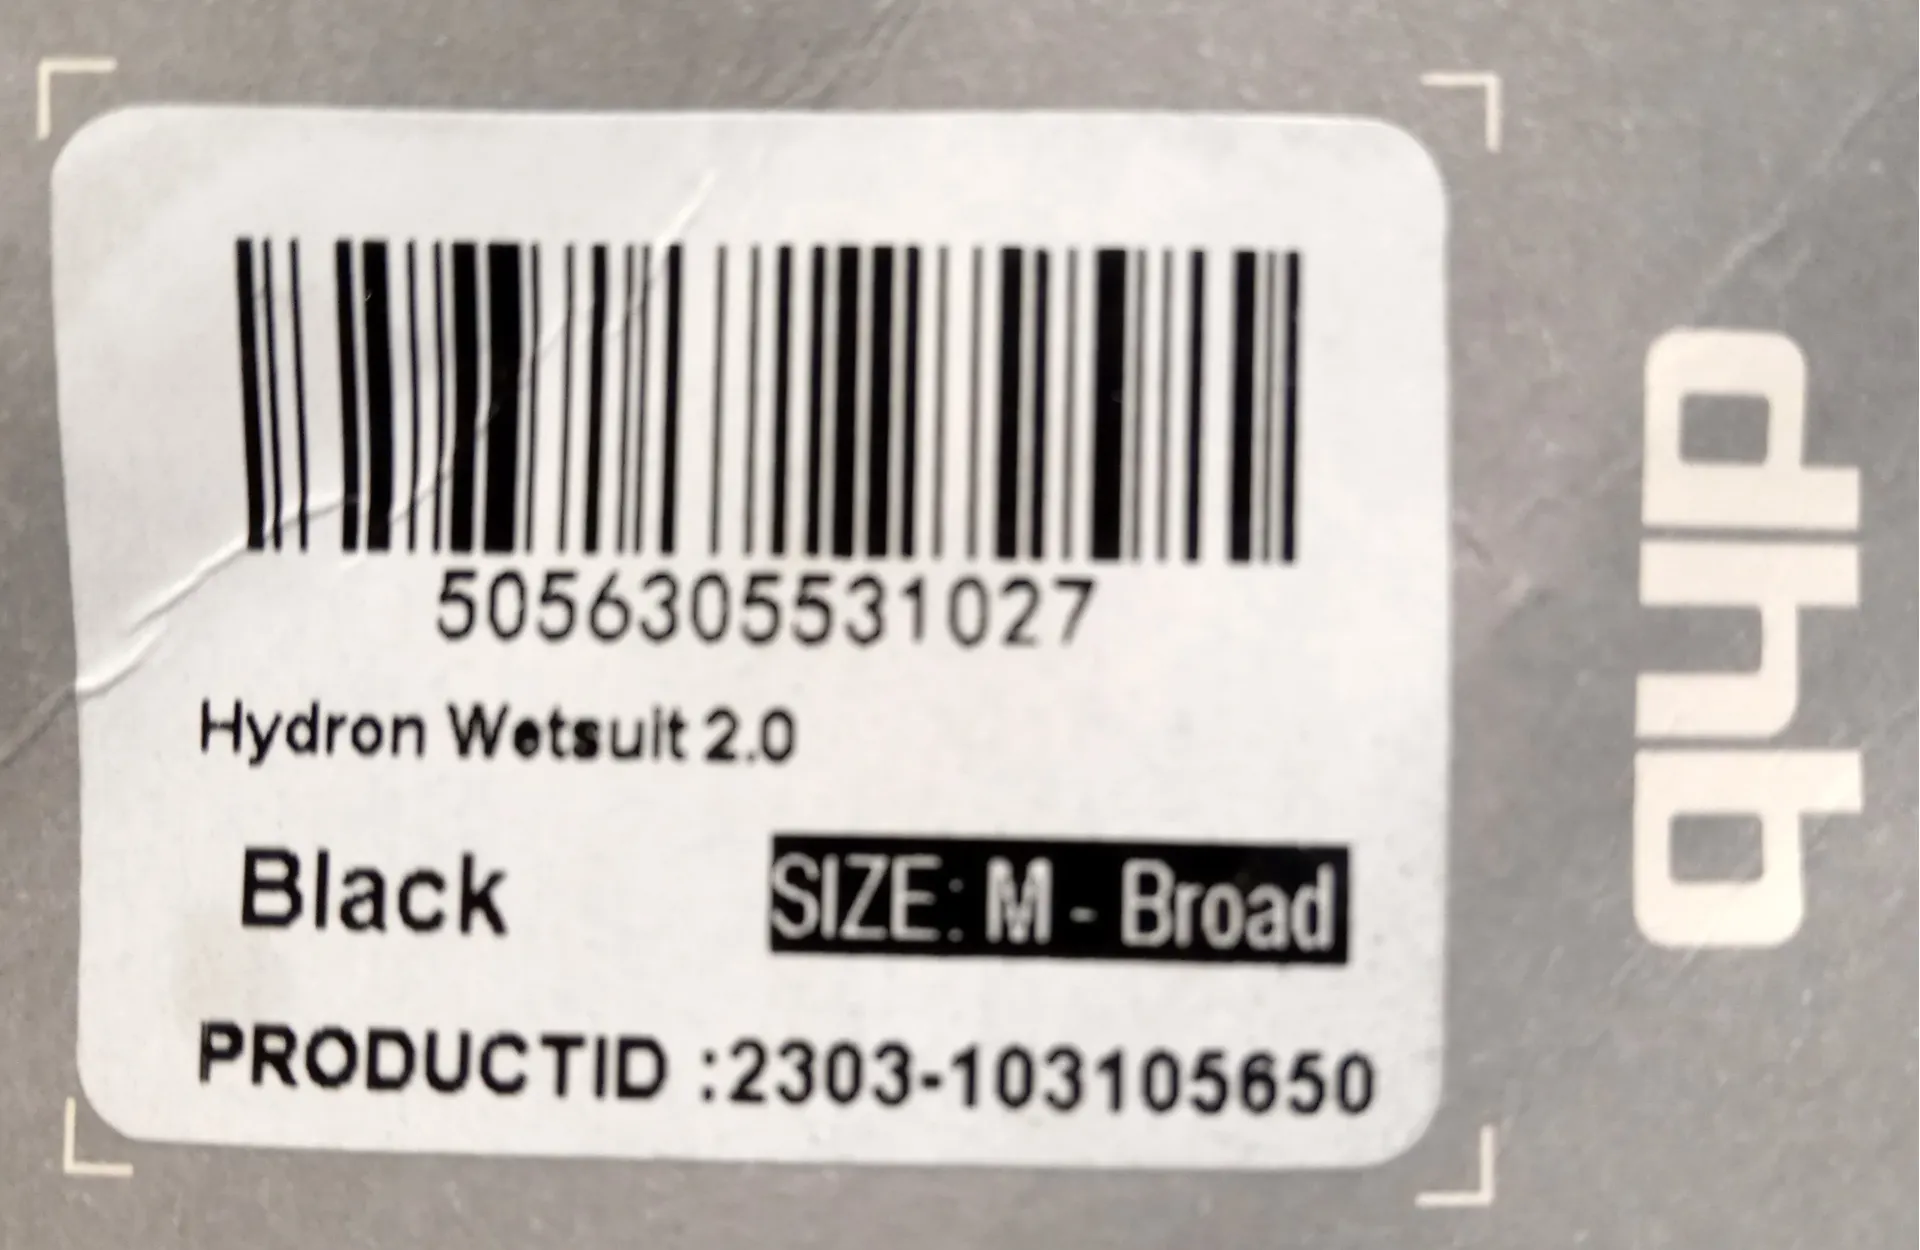 5056305531027
Hydron Wetsuit 2.0
Black
SIZE: M - Broad
PRODUCTID :2303-103105650
dhb